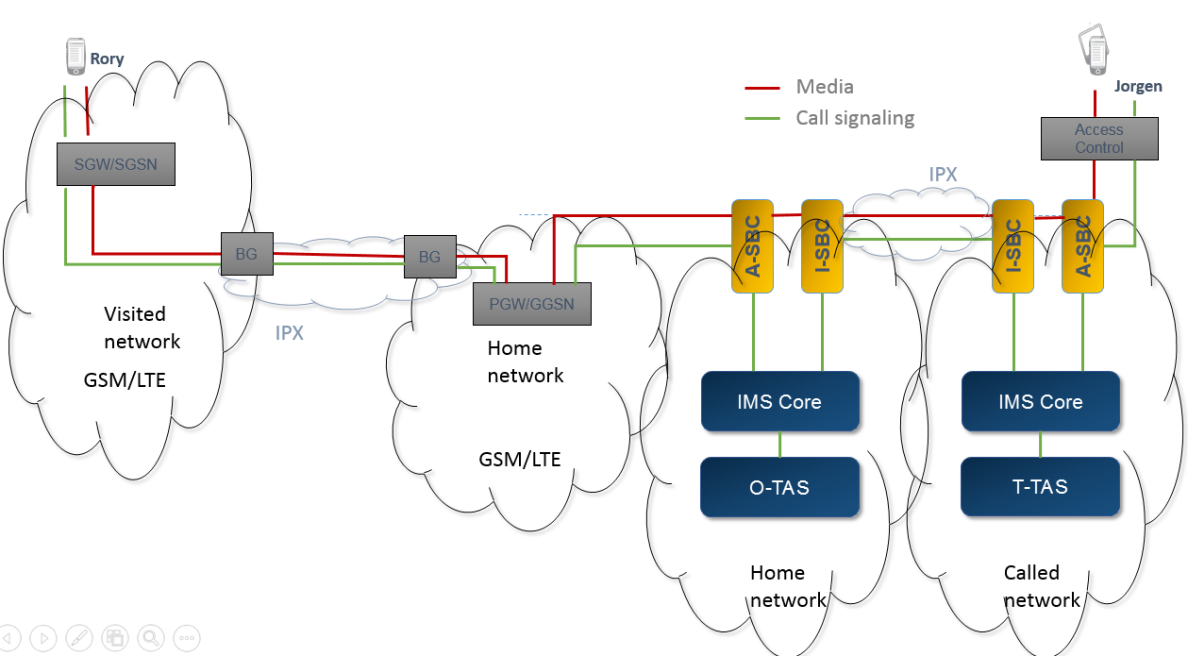 Rory
Jorgen
Media
Call signaling
Access
Control
SGW/SGSN
IPX
A-SBC
I-SBC
I-SBC
A-SBC
BG
BG
PGW/GGSN
Visited
network
IPX
GSM/LTE
Home
network
GSM/LTE
IMS Core
IMS Core
O-TAS
T-TAS
Home
network
Called
network